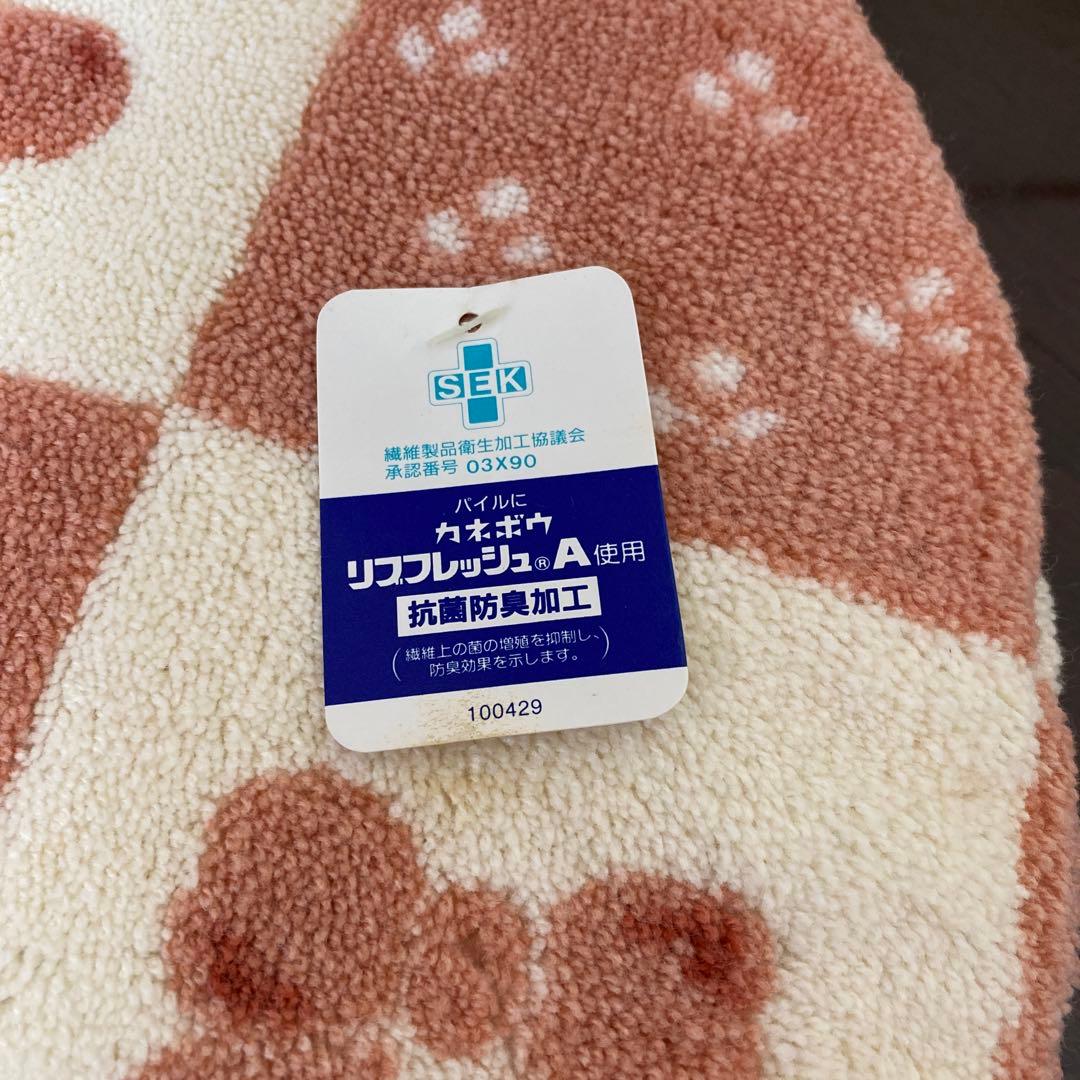 SEK
繊維製品衛生加工協議会
承認番号 03X90
パイルに
カネボウ
リブフレッシュ®A使用
抗菌防臭加工
(繊維上の菌の増殖を抑制し、
防臭効果を示します。)
100429